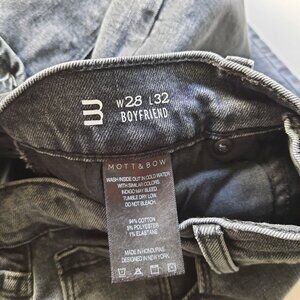 W28 L32
BOYFRIEND
MOTT & BOW
WASH INSIDE OUT IN COLD WATER
WITH SIMILAR COLORS
INDIGO MAY BLEED
TUMBLE DRY LOW
DO NOT BLEACH.
94% COTTON
5% POLYESTER
1% ELASTANE
MADE IN HONDURAS
DESIGNED IN NEW YORK